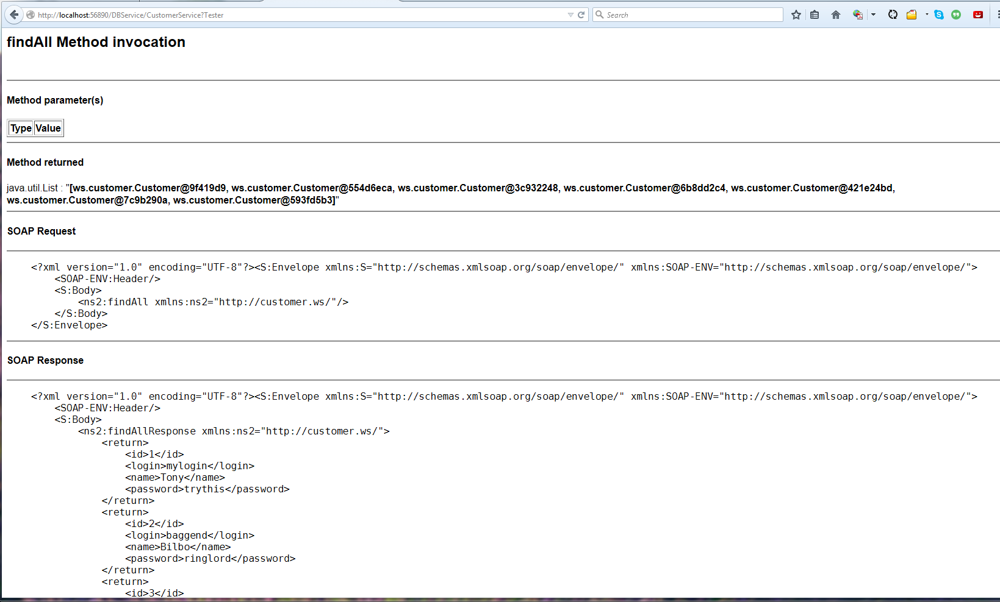 http://localhost:56890/DBService/CustomerService?Tester
Search
findAll Method invocation
Method parameter(s)
Type Value
Method returned
java.util.List : "[ws.customer.Customer@9f419d9, ws.customer.Customer@554d6eca, ws.customer.Customer@3c932248, ws.customer.Customer@6b8dd2c4, ws.customer.Customer@421e24bd,
ws.customer.Customer@7c9b290a, ws.customer.Customer@593fd5b3]"
SOAP Request
<?xml version="1.0" encoding="UTF-8"?><S:Envelope xmlns:S="http://schemas.xmlsoap.org/soap/envelope/" xmlns:SOAP-ENV="http://schemas.xmlsoap.org/soap/envelope/">
    <SOAP-ENV:Header/>
    <S:Body>
        <ns2:findAll xmlns:ns2="http://customer.ws/"/>
    </S:Body>
</S:Envelope>
SOAP Response
<?xml version="1.0" encoding="UTF-8"?><S:Envelope xmlns:S="http://schemas.xmlsoap.org/soap/envelope/" xmlns:SOAP-ENV="http://schemas.xmlsoap.org/soap/envelope/">
    <SOAP-ENV:Header/>
    <S:Body>
        <ns2:findAllResponse xmlns:ns2="http://customer.ws/">
            <return>
                <id>1</id>
                <login>mylogin</login>
                <name>Tony</name>
                <password>trythis</password>
            </return>
            <return>
                <id>2</id>
                <login>baggend</login>
                <name>Bilbo</name>
                <password>ringlord</password>
            </return>
            <return>
                <id>3</id>